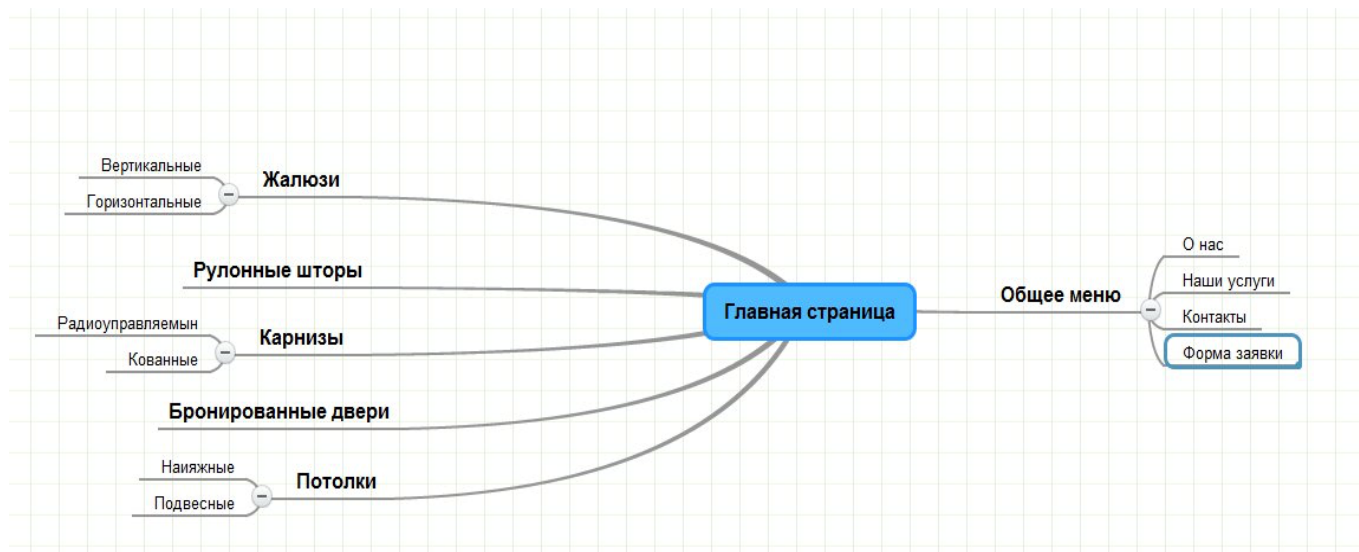 Вертикальные
Жалюзи
Горизонтальные
Рулонные шторы
Радиоуправляемын
Карнизы
Кованные
Бронированные двери
Наияжные
Потолки
Подвесные
Главная страница
Общее меню
О нас
Наши услуги
Контакты
Форма заявки